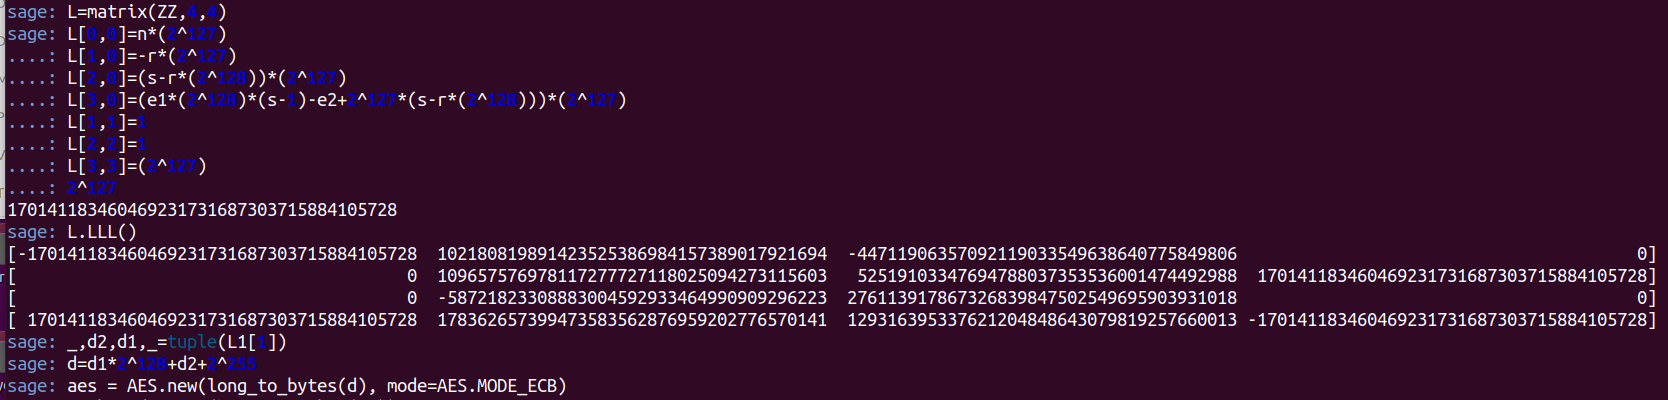 sage: L=matrix(ZZ,4,4)
sage: L[0,0]=n*(2^127)
....: L[1,0]=-r*(2^127)
....: L[2,0]=(s-r*(2^128))*(2^127)
....: L[3,0]=(e1*(2^128)*(s-1)-e2+2^127*(s-r*(2^128)))*(2^127)
....: L[1,1]=1
....: L[2,2]=1
....: L[3,3]=(2^127)
....: 2^127
170141183460469231731687303715884105728
sage: L.LLL()
[-170141183460469231731687303715884105728 102180819891423525386984157389017921694 -44711906357092119033549638640775849806 0]
[ 0 109657576978117277727118025094273115603 52519103347694788037353536001474492988 170141183460469231731687303715884105728]
[ 0 -58721823308883004592933464990909296223 276113917867326839847502549695903931018 0]
[ 170141183460469231731687303715884105728 178362657399473583562876959202776570141 129316395337621204848643079819257660013 -170141183460469231731687303715884105728]
sage: _,d2,d1,_=tuple(L1[1])
sage: d=d1*2^128+d2+2^255
sage: aes = AES.new(long_to_bytes(d), mode=AES.MODE_ECB)